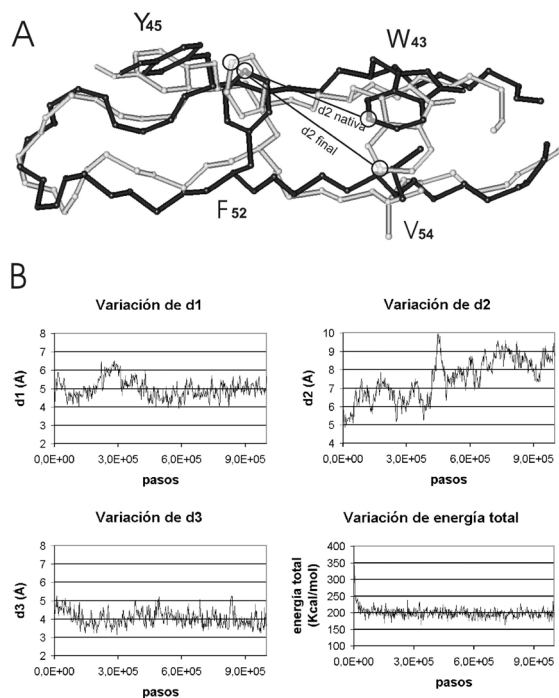 A
Y45
W43
d2 nativa
d2 final
F52
V54
B
Variación de d1
d1 (A)
8
7
6
5
4
3
2
0,0E+00 3,0E+05 6,0E+05 9,0E+05
pasos
Variación de d2
d2 (A)
10
9
8
7
6
5
4
0,0E+00 3,0E+05 6,0E+05 9,0E+05
pasos
Variación de d3
d3 (A)
8
7
6
5
4
3
2
0,0E+00 3,0E+05 6,0E+05 9,0E+05
pasos
Variación de energía total
energía total
(Kcal/mol)
400
350
300
250
200
150
100
0,0E+00 3,0E+05 6,0E+05 9,0E+05
pasos